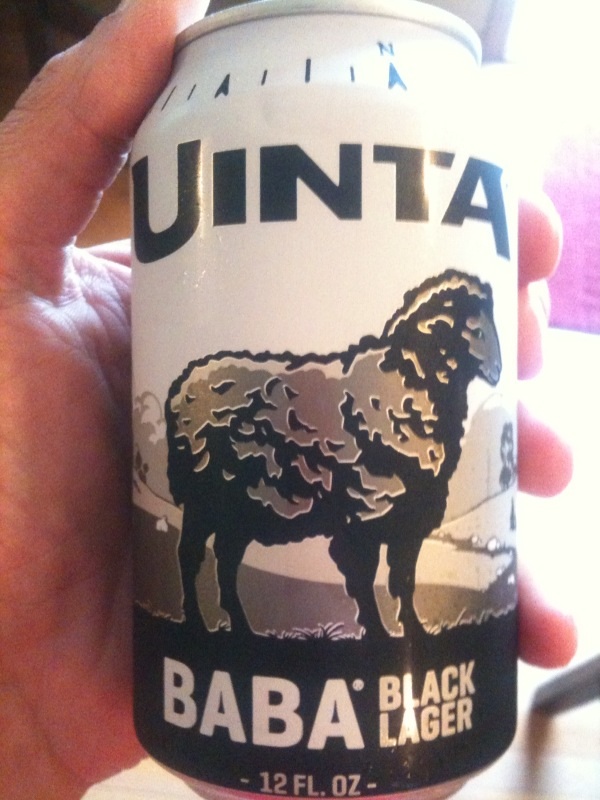 N
UINTA
BABA® BLACK
LAGER
- 12 FL. OZ -